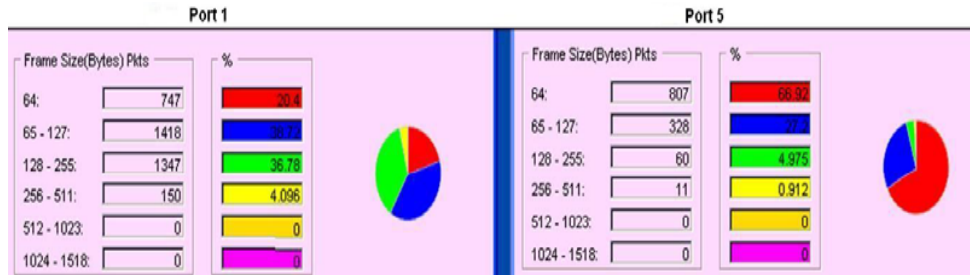 Port 1 Port 5
Frame Size(Bytes) Pkts % Frame Size(Bytes) Pkts %
64: 747 20.4 64: 807 66.92
65 - 127: 1418 38.72 65 - 127: 328 27.2
128 - 255: 1347 36.78 128 - 255: 60 4.975
256 - 511: 150 4.096 256 - 511: 11 0.912
512 - 1023: 0 0 512 - 1023: 0 0
1024 - 1518: 0 0 1024 - 1518: 0 0